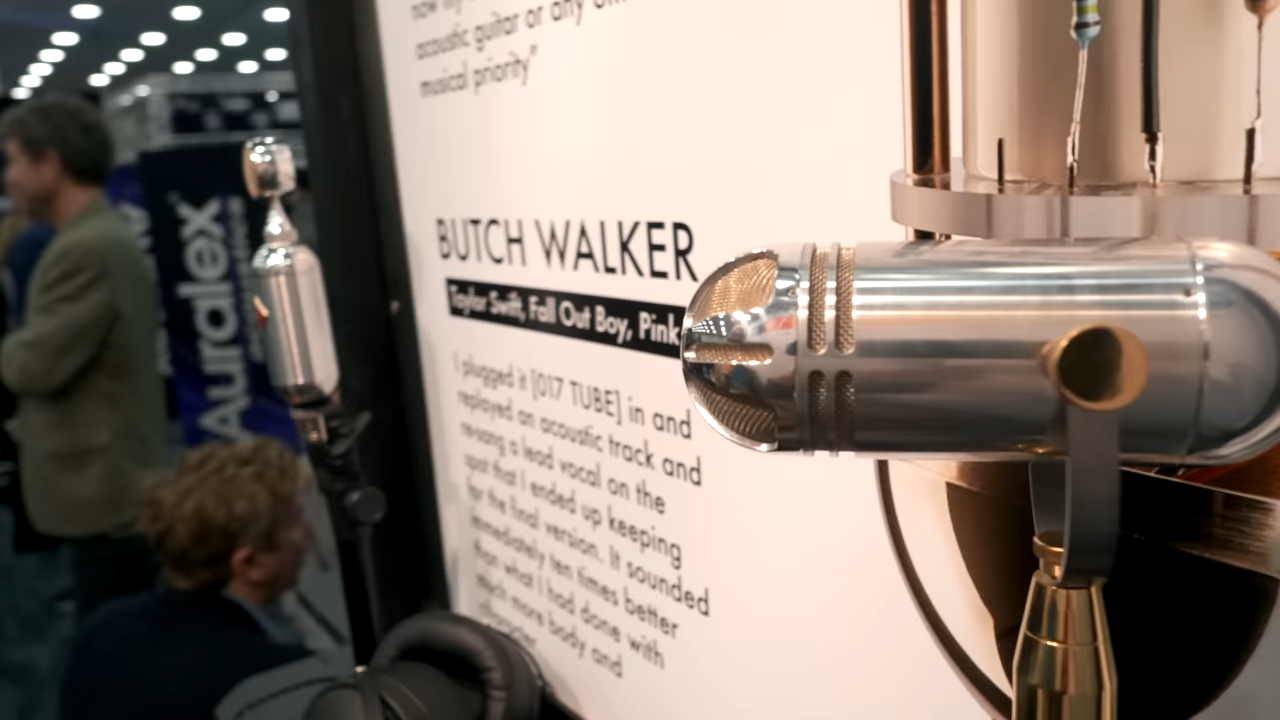 acoustic guitar or any
musical priority"
BUTCH WALKER
Taylor Swift, Fall Out Boy, Pink
I plugged it [017 TUBE] in and
replayed an acoustic track and
re-sang a lead vocal on the
spot that I ended up keeping
for the final version. It sounded
immediately ten times better
than what I had done with
much more body and
Auralex